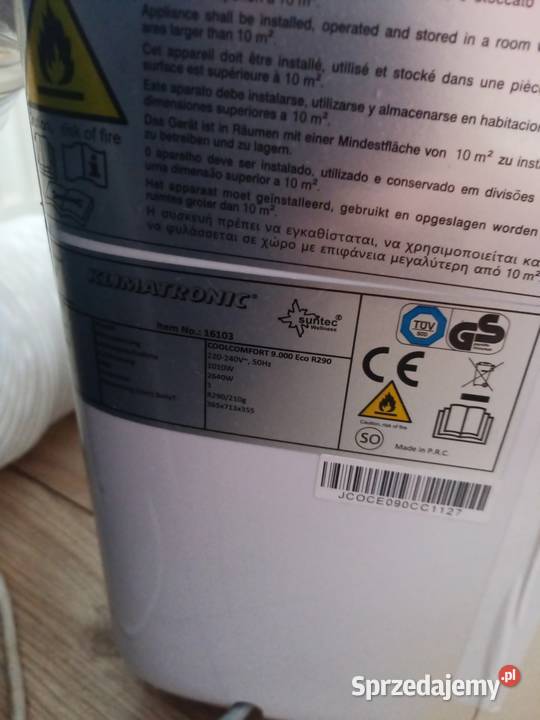 Appliance shall be installed, operated and stored in a room
area larger than 10 m².
Cet appareil doit être installé, utilisé et stocké dans une pièc
surface est supérieure à 10 m².
Este aparato debe instalarse, utilizarse y almacenarse en habitacion
dimensiones superiores a 10 m².
Das Gerät ist in Räumen mit einer Mindestfläche von 10 m² zu inst
zu betreiben und zu lagern.
O aparelho deve ser instalado, utilizado e conservado em divisões
uma dimensão superior a 10 m².
Het apparaat moet geïnstalleerd, gebruikt en opgeslagen worden
ruimtes groter dan 10 m².
Η συσκευή πρέπει να εγκαθίσταται, να χρησιμοποιείται κα
να φυλάσσεται σε χώρο με επιφάνεια μεγαλύτερη από 10 m²
risk of fire
KLIMATRONIC®
suntec®
Wellness
Item No.: 16103
COOLCOMFORT 9.000 Eco R290
220-240V~, 50Hz
1010W
2640W
R290/210g
TÜV
SÜD
GS
CE
Caution, risk of fire
SO
Made in P.R.C.
JCOCE090CC1127
Sprzedajemy.pl